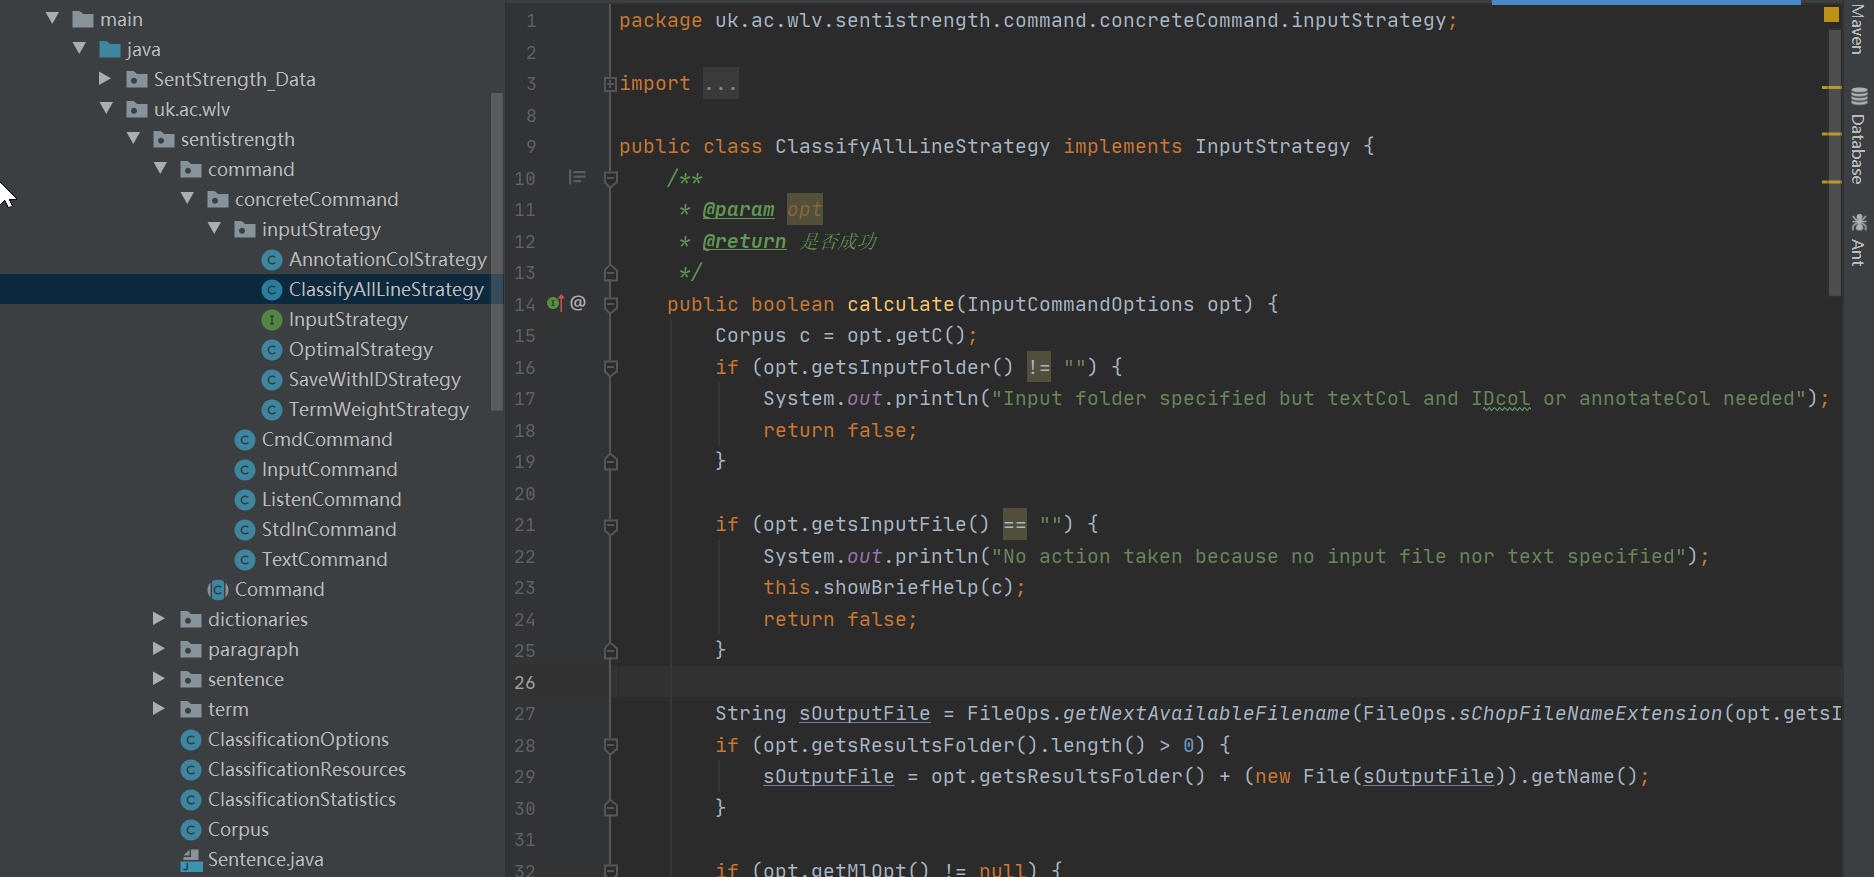 main
java
SentStrength_Data
uk.ac.wlv
sentistrength
command
concreteCommand
inputStrategy
AnnotationColStrategy
ClassifyAllLineStrategy
InputStrategy
OptimalStrategy
SaveWithIDStrategy
TermWeightStrategy
CmdCommand
InputCommand
ListenCommand
StdInCommand
TextCommand
Command
dictionaries
paragraph
sentence
term
ClassificationOptions
ClassificationResources
ClassificationStatistics
Corpus
Sentence.java
1 package uk.ac.wlv.sentistrength.command.concreteCommand.inputStrategy;
2
3 import ...
8
9 public class ClassifyAllLineStrategy implements InputStrategy {
10 /**
11 * @param opt
12 * @return 是否成功
13 */
14 @ public boolean calculate(InputCommandOptions opt) {
15 Corpus c = opt.getC();
16 if (opt.getsInputFolder() != "") {
17 System.out.println("Input folder specified but textCol and IDcol or annotateCol needed");
18 return false;
19 }
20
21 if (opt.getsInputFile() == "") {
22 System.out.println("No action taken because no input file nor text specified");
23 this.showBriefHelp(c);
24 return false;
25 }
26
27 String sOutputFile = FileOps.getNextAvailableFilename(FileOps.sChopFileNameExtension(opt.getsI
28 if (opt.getsResultsFolder().length() > 0) {
29 sOutputFile = opt.getsResultsFolder() + (new File(sOutputFile)).getName();
30 }
31
32 if (opt.getMlOpt() != null) {
Maven
Database
Ant